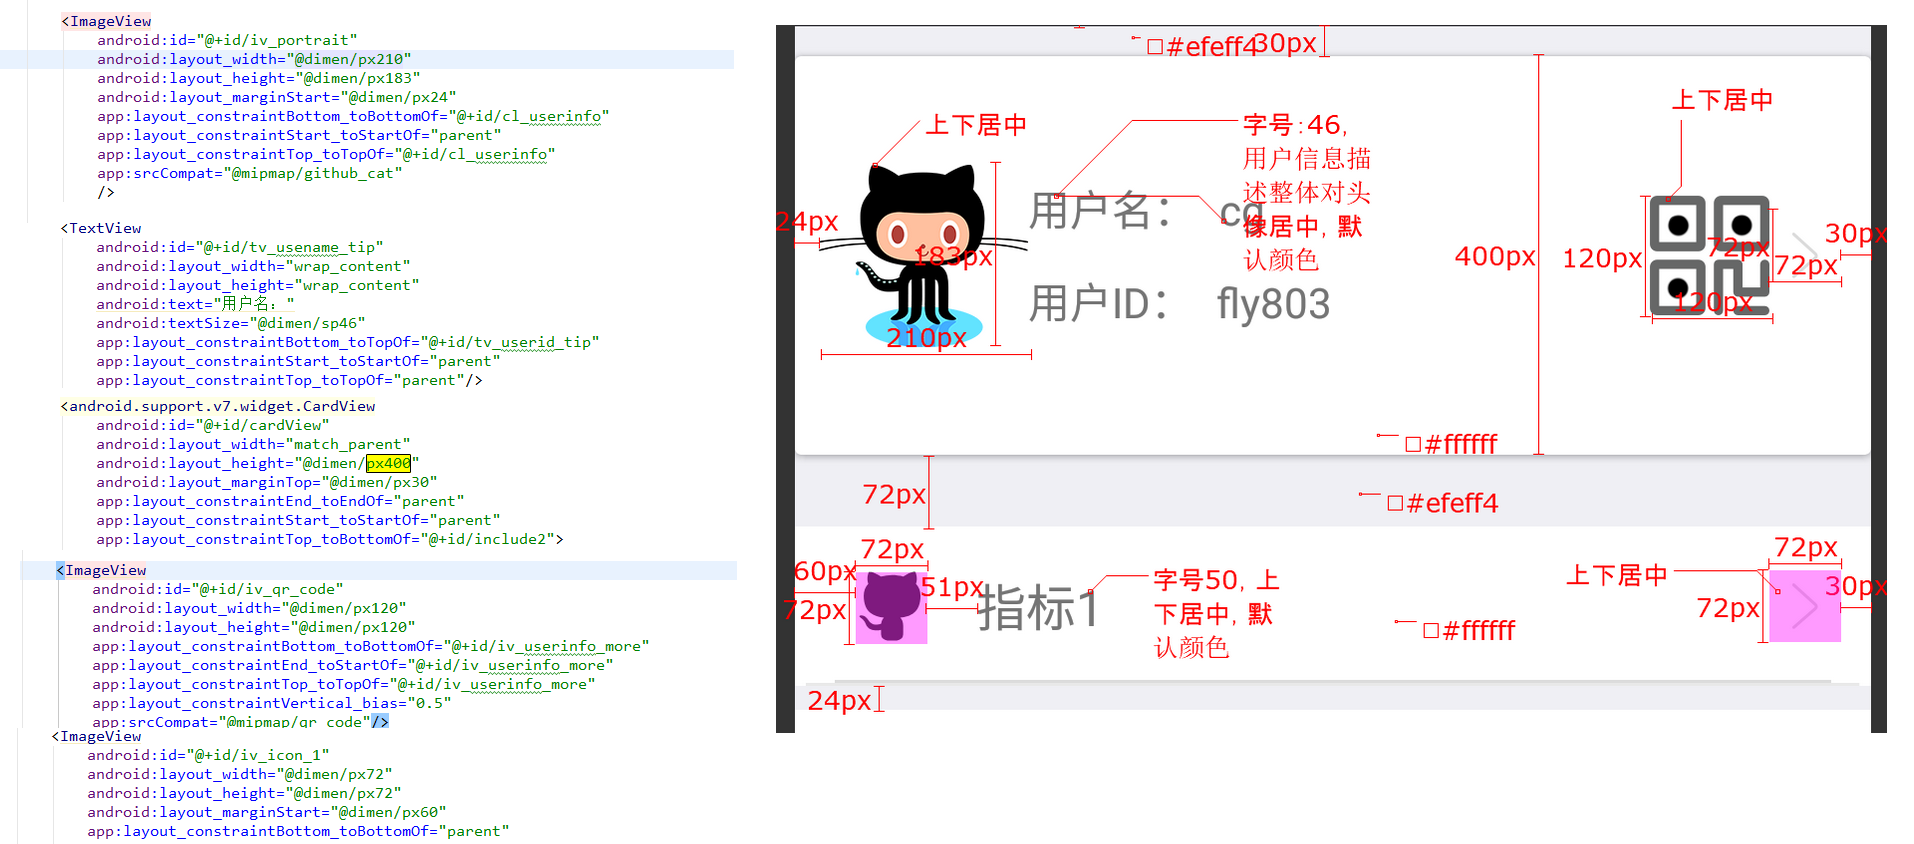 <ImageView
android:id="@+id/iv_portrait"
android:layout_width="@dimen/px210"
android:layout_height="@dimen/px183"
android:layout_marginStart="@dimen/px24"
app:layout_constraintBottom_toBottomOf="@+id/cl_userinfo"
app:layout_constraintStart_toStartOf="parent"
app:layout_constraintTop_toTopOf="@+id/cl_userinfo"
app:srcCompat="@mipmap/github_cat"
/>
<TextView
android:id="@+id/tv_usename_tip"
android:layout_width="wrap_content"
android:layout_height="wrap_content"
android:text="用户名："
android:textSize="@dimen/sp46"
app:layout_constraintBottom_toTopOf="@+id/tv_userid_tip"
app:layout_constraintStart_toStartOf="parent"
app:layout_constraintTop_toTopOf="parent"/>
<android.support.v7.widget.CardView
android:id="@+id/cardView"
android:layout_width="match_parent"
android:layout_height="@dimen/px400"
android:layout_marginTop="@dimen/px30"
app:layout_constraintEnd_toEndOf="parent"
app:layout_constraintStart_toStartOf="parent"
app:layout_constraintTop_toBottomOf="@+id/include2">
<ImageView
android:id="@+id/iv_qr_code"
android:layout_width="@dimen/px120"
android:layout_height="@dimen/px120"
app:layout_constraintBottom_toBottomOf="@+id/iv_userinfo_more"
app:layout_constraintEnd_toStartOf="@+id/iv_userinfo_more"
app:layout_constraintTop_toTopOf="@+id/iv_userinfo_more"
app:layout_constraintVertical_bias="0.5"
app:srcCompat="@mipmap/qr_code"/>
<ImageView
android:id="@+id/iv_icon_1"
android:layout_width="@dimen/px72"
android:layout_height="@dimen/px72"
android:layout_marginStart="@dimen/px60"
app:layout_constraintBottom_toBottomOf="parent"
#efeff4
30px
上下居中
字号:46,
用户信息描
述整体对头
像居中, 默
认颜色
上下居中
用户名： cg
24px
183px
210px
用户ID： fly803
400px
120px
72px
120px
72px
30px
#ffffff
72px
#efeff4
72px
60px
72px
51px
指标1
字号50, 上
下居中, 默
认颜色
#ffffff
上下居中
72px
72px
30px
24px